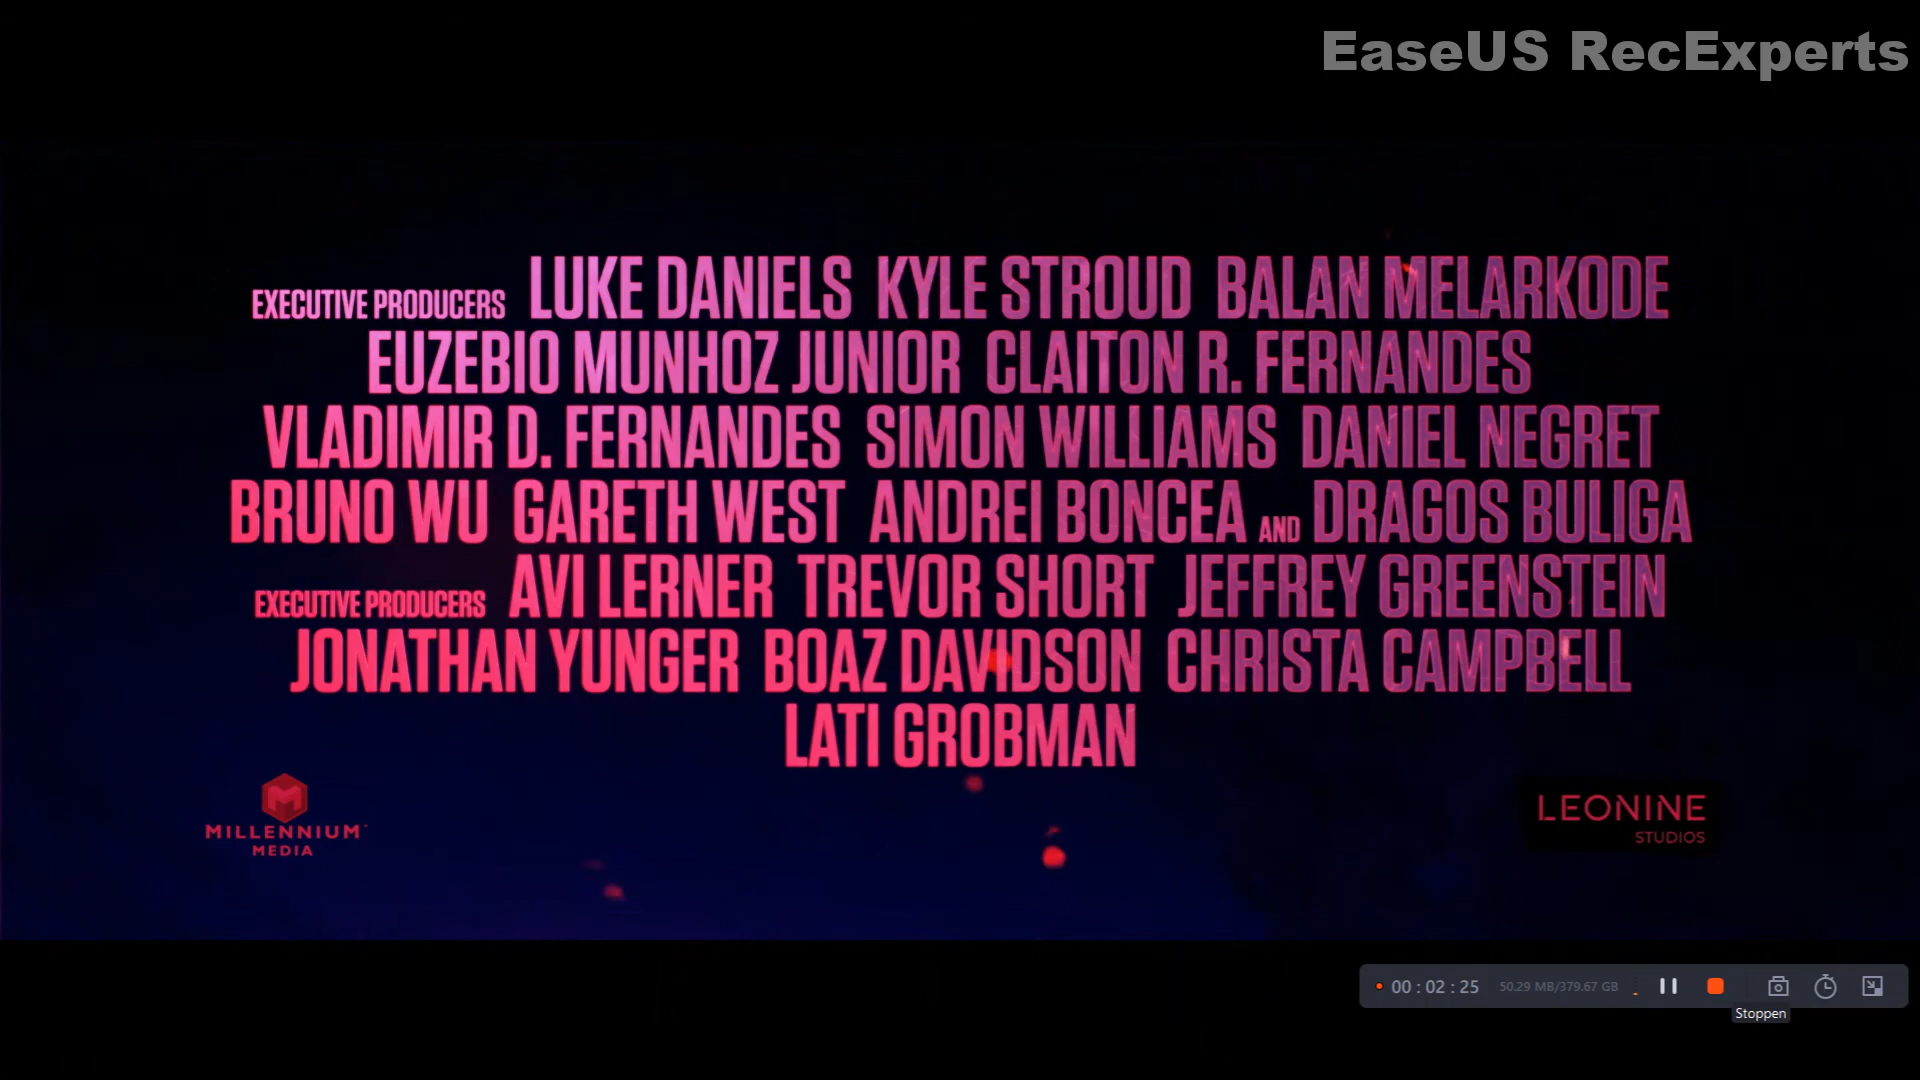 EaseUS RecExperts
EXECUTIVE PRODUCERS LUKE DANIELS KYLE STROUD BALAN MELARKODE
EUZEBIO MUNHOZ JUNIOR CLAITON R. FERNANDES
VLADIMIR D. FERNANDES SIMON WILLIAMS DANIEL NEGRET
BRUNO WU GARETH WEST ANDREI BONCEA AND DRAGOS BULIGA
EXECUTIVE PRODUCERS AVI LERNER TREVOR SHORT JEFFREY GREENSTEIN
JONATHAN YUNGER BOAZ DAVIDSON CHRISTA CAMPBELL
LATI GROBMAN
MILLENNIUM
MEDIA
LEONINE
STUDIOS
00 : 02 : 25 50.29 MB/379.67 GB
Stoppen